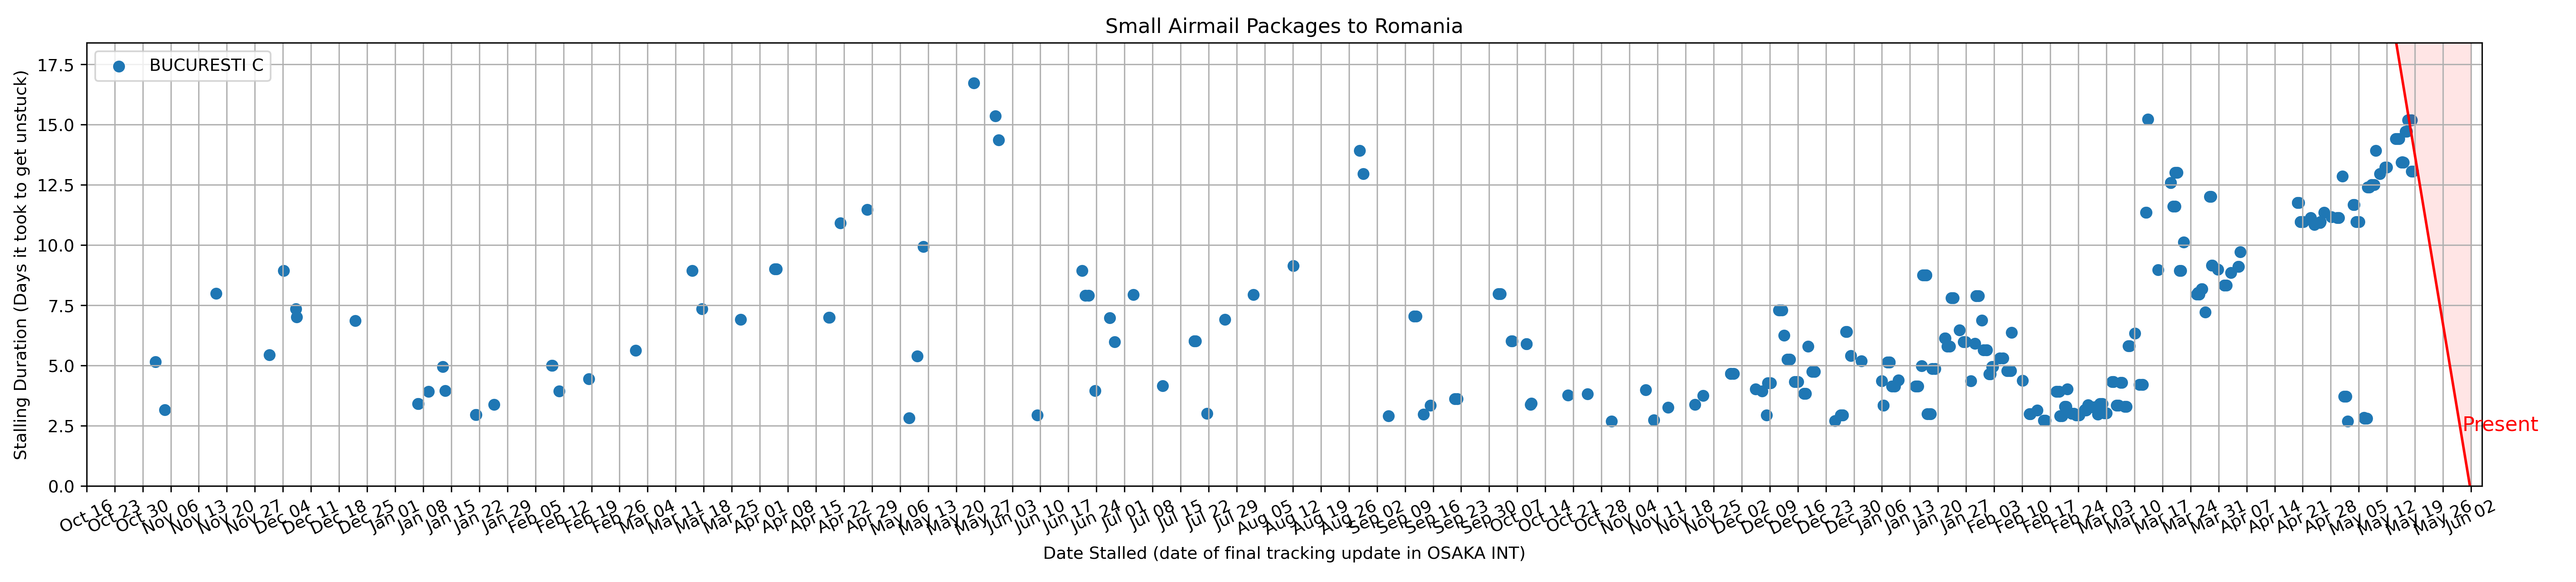 Small Airmail Packages to Romania
BUCURESTI C
Stalling Duration (Days it took to get unstuck)
17.5
15.0
12.5
10.0
7.5
5.0
2.5
0.0
Present
Oct 16 Oct 23 Oct 30 Nov 06 Nov 13 Nov 20 Nov 27 Dec 04 Dec 11 Dec 18 Dec 25 Jan 01 Jan 08 Jan 15 Jan 22 Jan 29 Feb 05 Feb 12 Feb 19 Feb 26 Mar 04 Mar 11 Mar 18 Mar 25 Apr 01 Apr 08 Apr 15 Apr 22 Apr 29 May 06 May 13 May 20 May 27 Jun 03 Jun 10 Jun 17 Jun 24 Jul 01 Jul 08 Jul 15 Jul 22 Jul 29 Aug 05 Aug 12 Aug 19 Aug 26 Sep 02 Sep 09 Sep 16 Sep 23 Sep 30 Oct 07 Oct 14 Oct 21 Oct 28 Nov 04 Nov 11 Nov 18 Nov 25 Dec 02 Dec 09 Dec 16 Dec 23 Dec 30 Jan 06 Jan 13 Jan 20 Jan 27 Feb 03 Feb 10 Feb 17 Feb 24 Mar 03 Mar 10 Mar 17 Mar 24 Mar 31 Apr 07 Apr 14 Apr 21 Apr 28 May 05 May 12 May 19 May 26 Jun 02
Date Stalled (date of final tracking update in OSAKA INT)